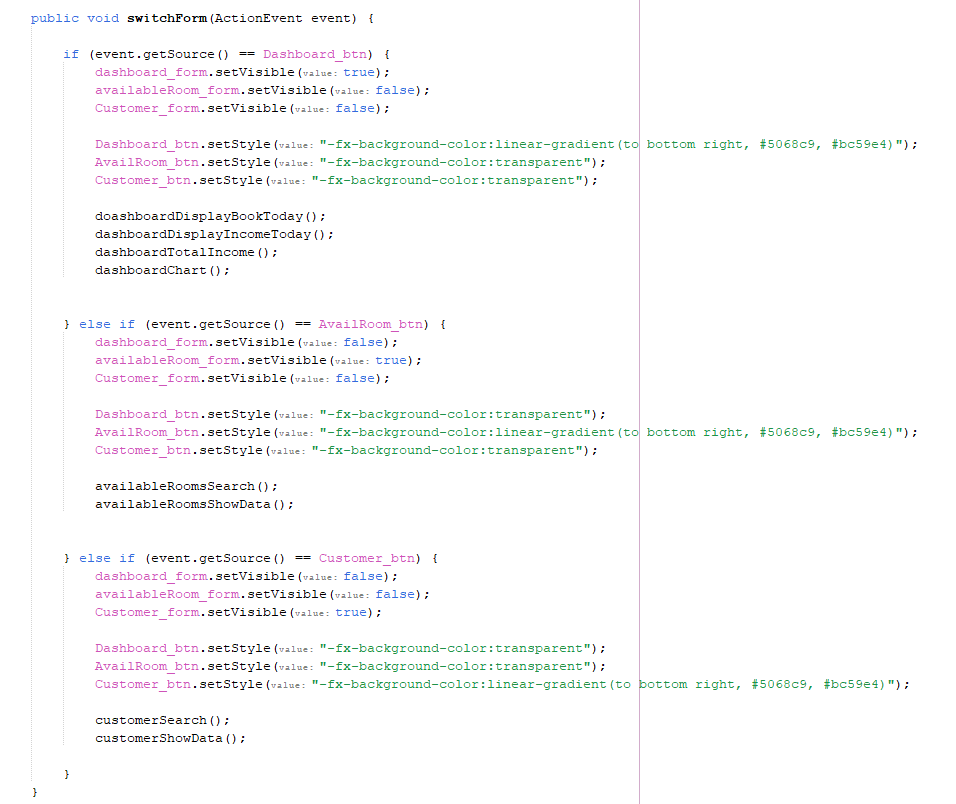 public void switchForm(ActionEvent event) {
if (event.getSource() == Dashboard_btn) {
dashboard_form.setVisible(value: true);
availableRoom_form.setVisible(value: false);
Customer_form.setVisible(value: false);
Dashboard_btn.setStyle(value: "-fx-background-color:linear-gradient(to bottom right, #5068c9, #bc59e4)");
AvailRoom_btn.setStyle(value: "-fx-background-color:transparent");
Customer_btn.setStyle(value: "-fx-background-color:transparent");
doashboardDisplayBookToday();
dashboardDisplayIncomeToday();
dashboardTotalIncome();
dashboardChart();
} else if (event.getSource() == AvailRoom_btn) {
dashboard_form.setVisible(value: false);
availableRoom_form.setVisible(value: true);
Customer_form.setVisible(value: false);
Dashboard_btn.setStyle(value: "-fx-background-color:transparent");
AvailRoom_btn.setStyle(value: "-fx-background-color:linear-gradient(to bottom right, #5068c9, #bc59e4)");
Customer_btn.setStyle(value: "-fx-background-color:transparent");
availableRoomsSearch();
availableRoomsShowData();
} else if (event.getSource() == Customer_btn) {
dashboard_form.setVisible(value: false);
availableRoom_form.setVisible(value: false);
Customer_form.setVisible(value: true);
Dashboard_btn.setStyle(value: "-fx-background-color:transparent");
AvailRoom_btn.setStyle(value: "-fx-background-color:transparent");
Customer_btn.setStyle(value: "-fx-background-color:linear-gradient(to bottom right, #5068c9, #bc59e4)");
customerSearch();
customerShowData();
}
}